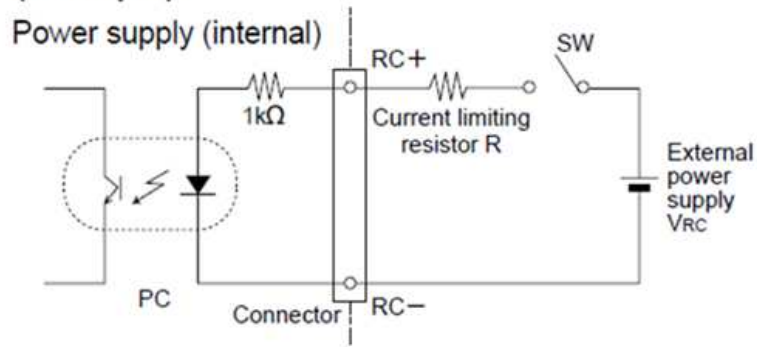 Power supply (internal)
RC+
SW
1kΩ
Current limiting
resistor R
External
power
supply
VRC
PC
Connector
RC−